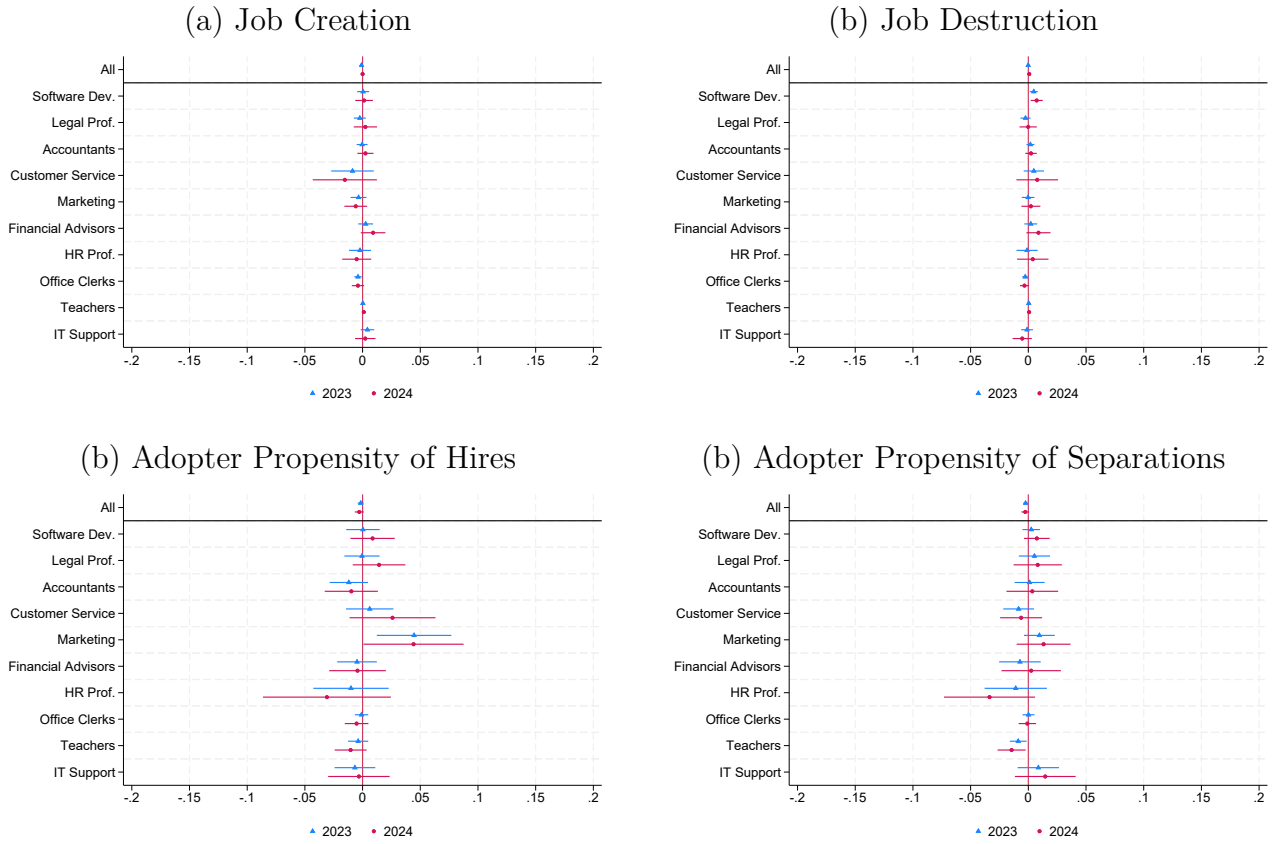 (a) Job Creation
All
Software Dev.
Legal Prof.
Accountants
Customer Service
Marketing
Financial Advisors
HR Prof.
Office Clerks
Teachers
IT Support
-.2 -.15 -.1 -.05 0 .05 .1 .15 .2
2023 2024
(b) Job Destruction
All
Software Dev.
Legal Prof.
Accountants
Customer Service
Marketing
Financial Advisors
HR Prof.
Office Clerks
Teachers
IT Support
-.2 -.15 -.1 -.05 0 .05 .1 .15 .2
2023 2024
(b) Adopter Propensity of Hires
All
Software Dev.
Legal Prof.
Accountants
Customer Service
Marketing
Financial Advisors
HR Prof.
Office Clerks
Teachers
IT Support
-.2 -.15 -.1 -.05 0 .05 .1 .15 .2
2023 2024
(b) Adopter Propensity of Separations
All
Software Dev.
Legal Prof.
Accountants
Customer Service
Marketing
Financial Advisors
HR Prof.
Office Clerks
Teachers
IT Support
-.2 -.15 -.1 -.05 0 .05 .1 .15 .2
2023 2024